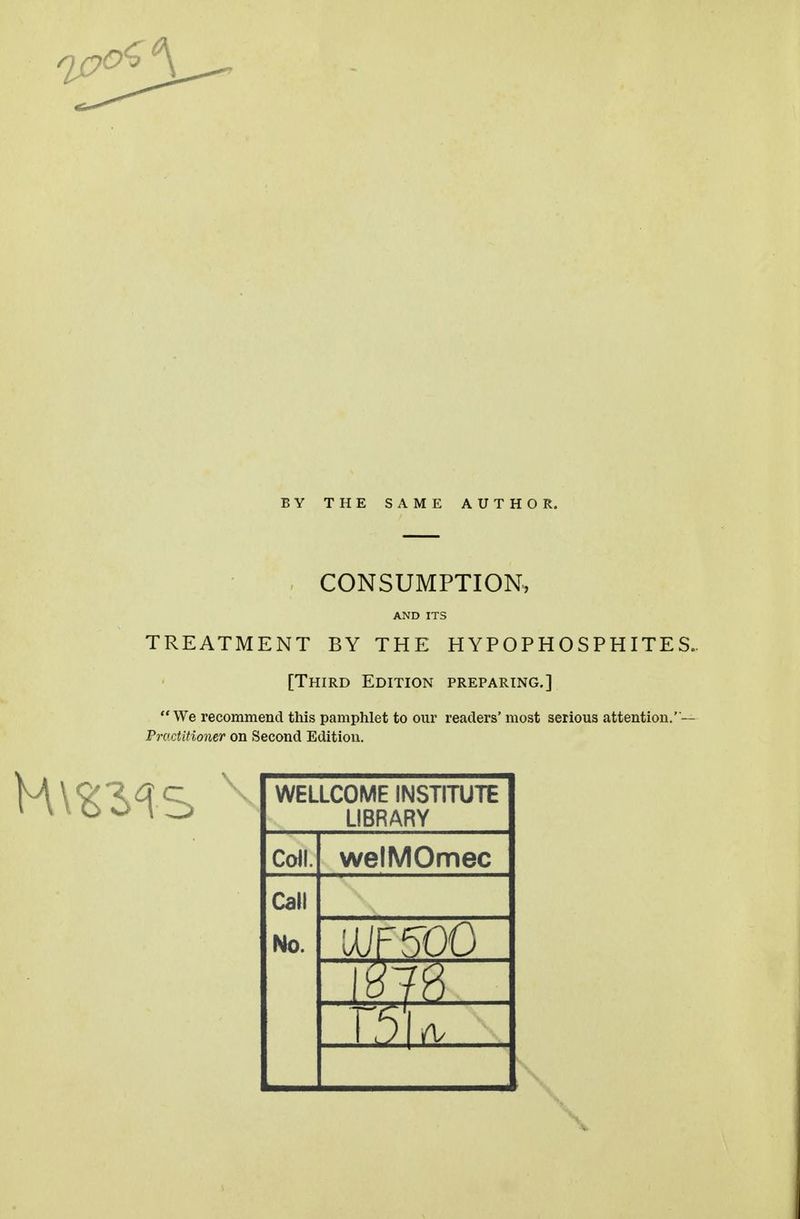 BY THE SAME AUTHOR.
CONSUMPTION,
AND ITS
TREATMENT BY THE HYPOPHOSPHITES.
[THIRD EDITION PREPARING.]
“We recommend this pamphlet to our readers' most serious attention."—
Practitioner on Second Edition.
M18395
WELLCOME INSTITUTE
LIBRARY
Coll. welMOmec
Call
No. WF500
1878
T51n